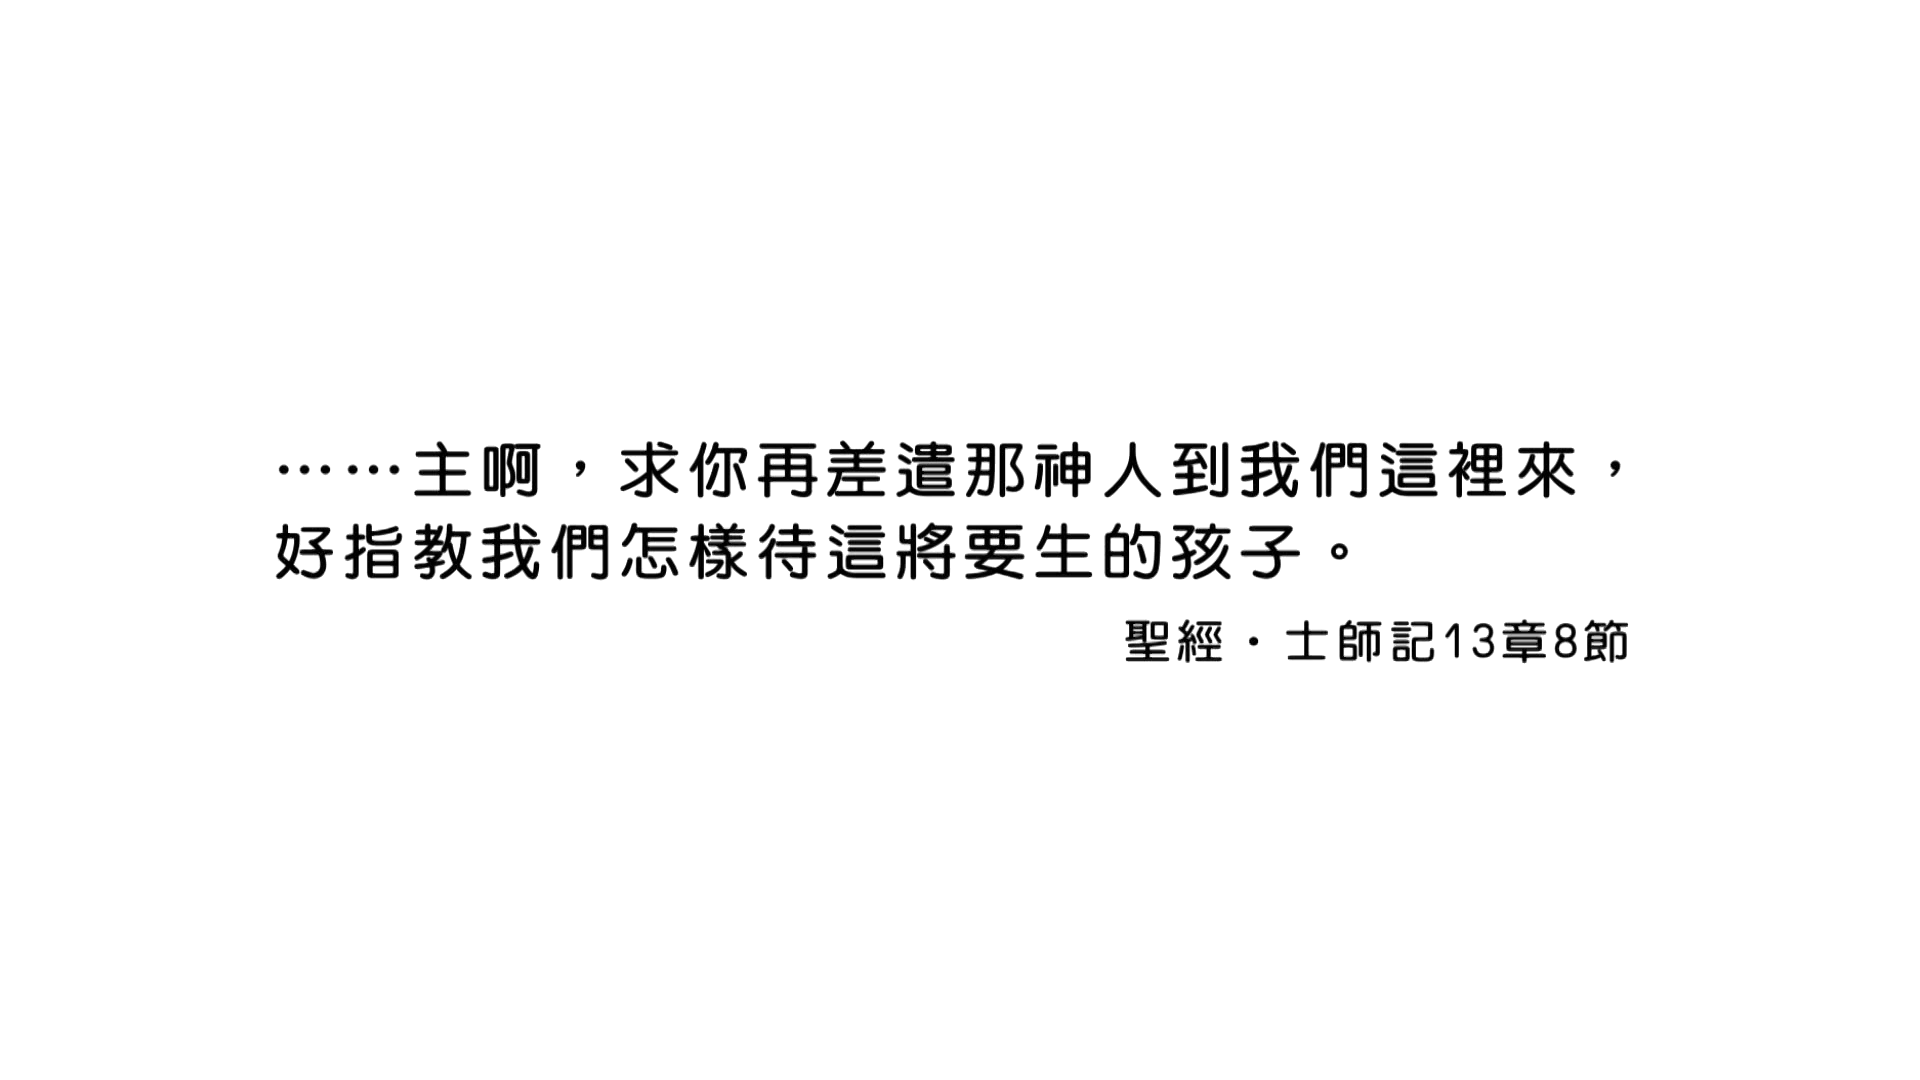 ……主啊，求你再差遣那神人到我們這裡來，
好指教我們怎樣待這將要生的孩子。
聖經．士師記13章8節